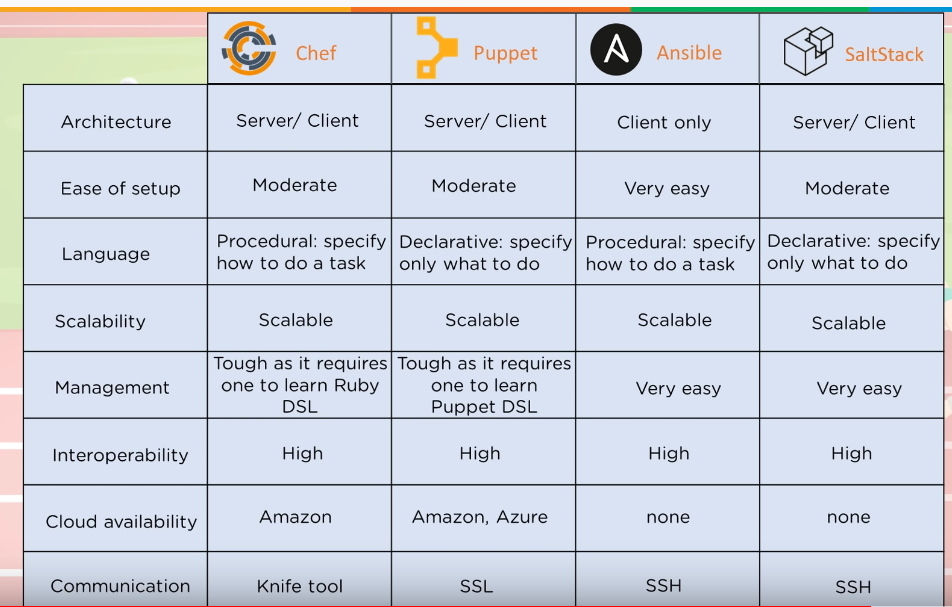 Chef Puppet Ansible SaltStack
Architecture Server/ Client Server/ Client Client only Server/ Client
Ease of setup Moderate Moderate Very easy Moderate
Language Procedural: specify how to do a task Declarative: specify only what to do Procedural: specify how to do a task Declarative: specify only what to do
Scalability Scalable Scalable Scalable Scalable
Management Tough as it requires one to learn Ruby DSL Tough as it requires one to learn Puppet DSL Very easy Very easy
Interoperability High High High High
Cloud availability Amazon Amazon, Azure none none
Communication Knife tool SSL SSH SSH